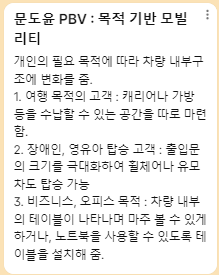 문도윤 PBV : 목적 기반 모빌
리티
개인의 필요 목적에 따라 차량 내부구
조에 변화를 줌.
1. 여행 목적의 고객 : 캐리어나 가방
등을 수납할 수 있는 공간을 따로 마련
함.
2. 장애인, 영유아 탑승 고객 : 출입문
의 크기를 극대화하여 휠체어나 유모
차도 탑승 가능
3. 비즈니스, 오피스 목적 : 차량 내부
의 테이블이 나타나며 마주 볼 수 있게
하거나, 노트북을 사용할 수 있도록 테
이블을 설치해 줌.